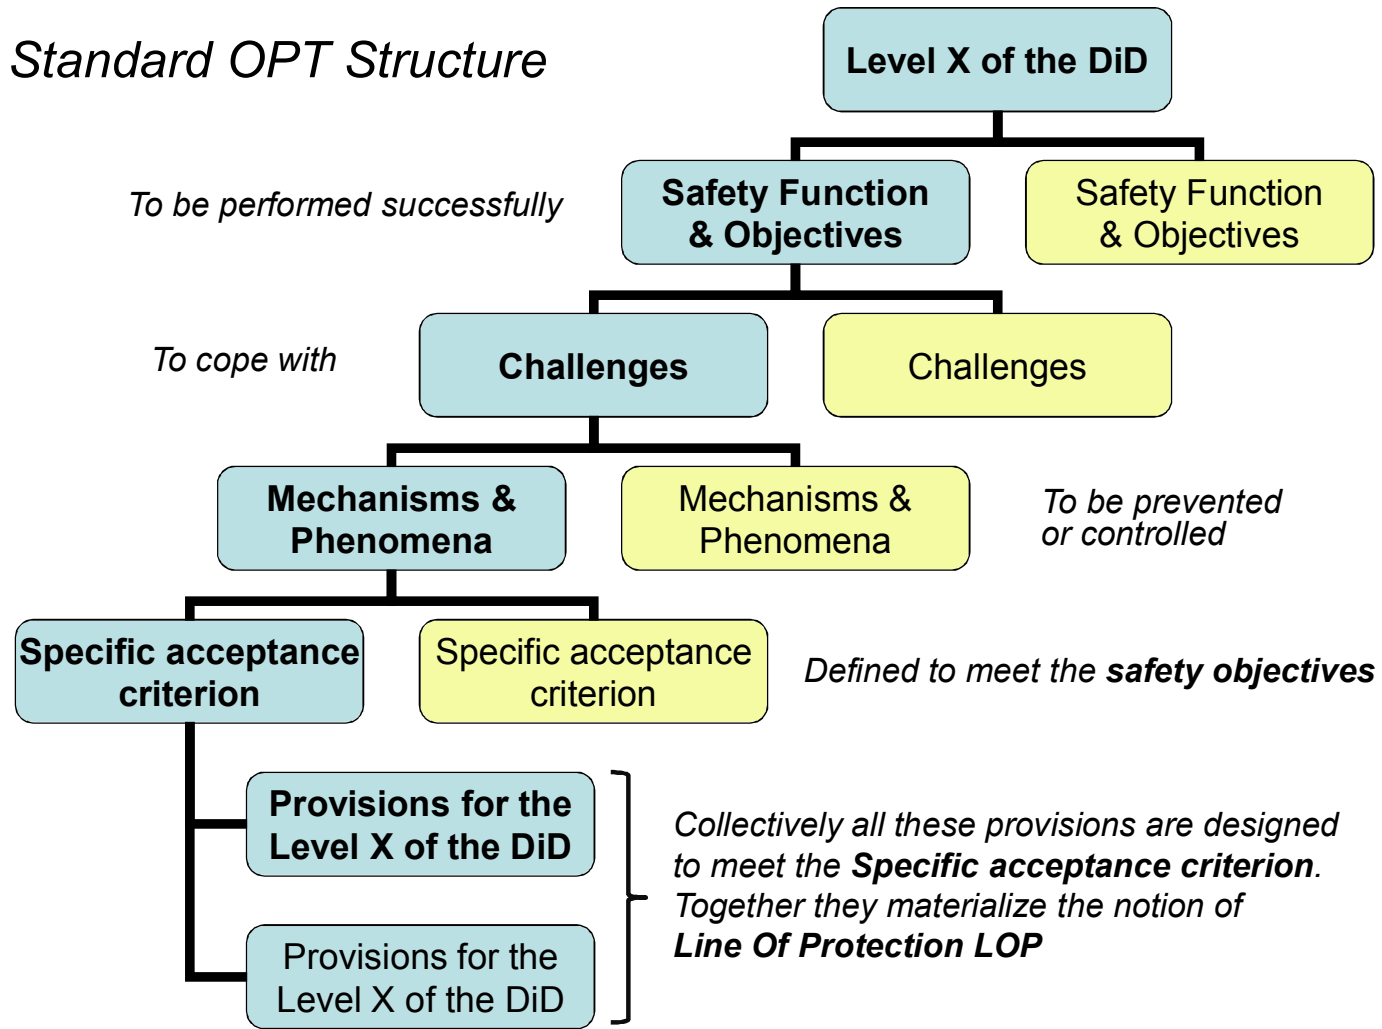 Standard OPT Structure
Level X of the DiD
To be performed successfully
Safety Function
& Objectives
Safety Function
& Objectives
To cope with
Challenges
Challenges
Mechanisms &
Phenomena
Mechanisms &
Phenomena
To be prevented
or controlled
Specific acceptance
criterion
Specific acceptance
criterion
Defined to meet the safety objectives
Provisions for the
Level X of the DiD
Provisions for the
Level X of the DiD
Collectively all these provisions are designed
to meet the Specific acceptance criterion.
Together they materialize the notion of
Line Of Protection LOP